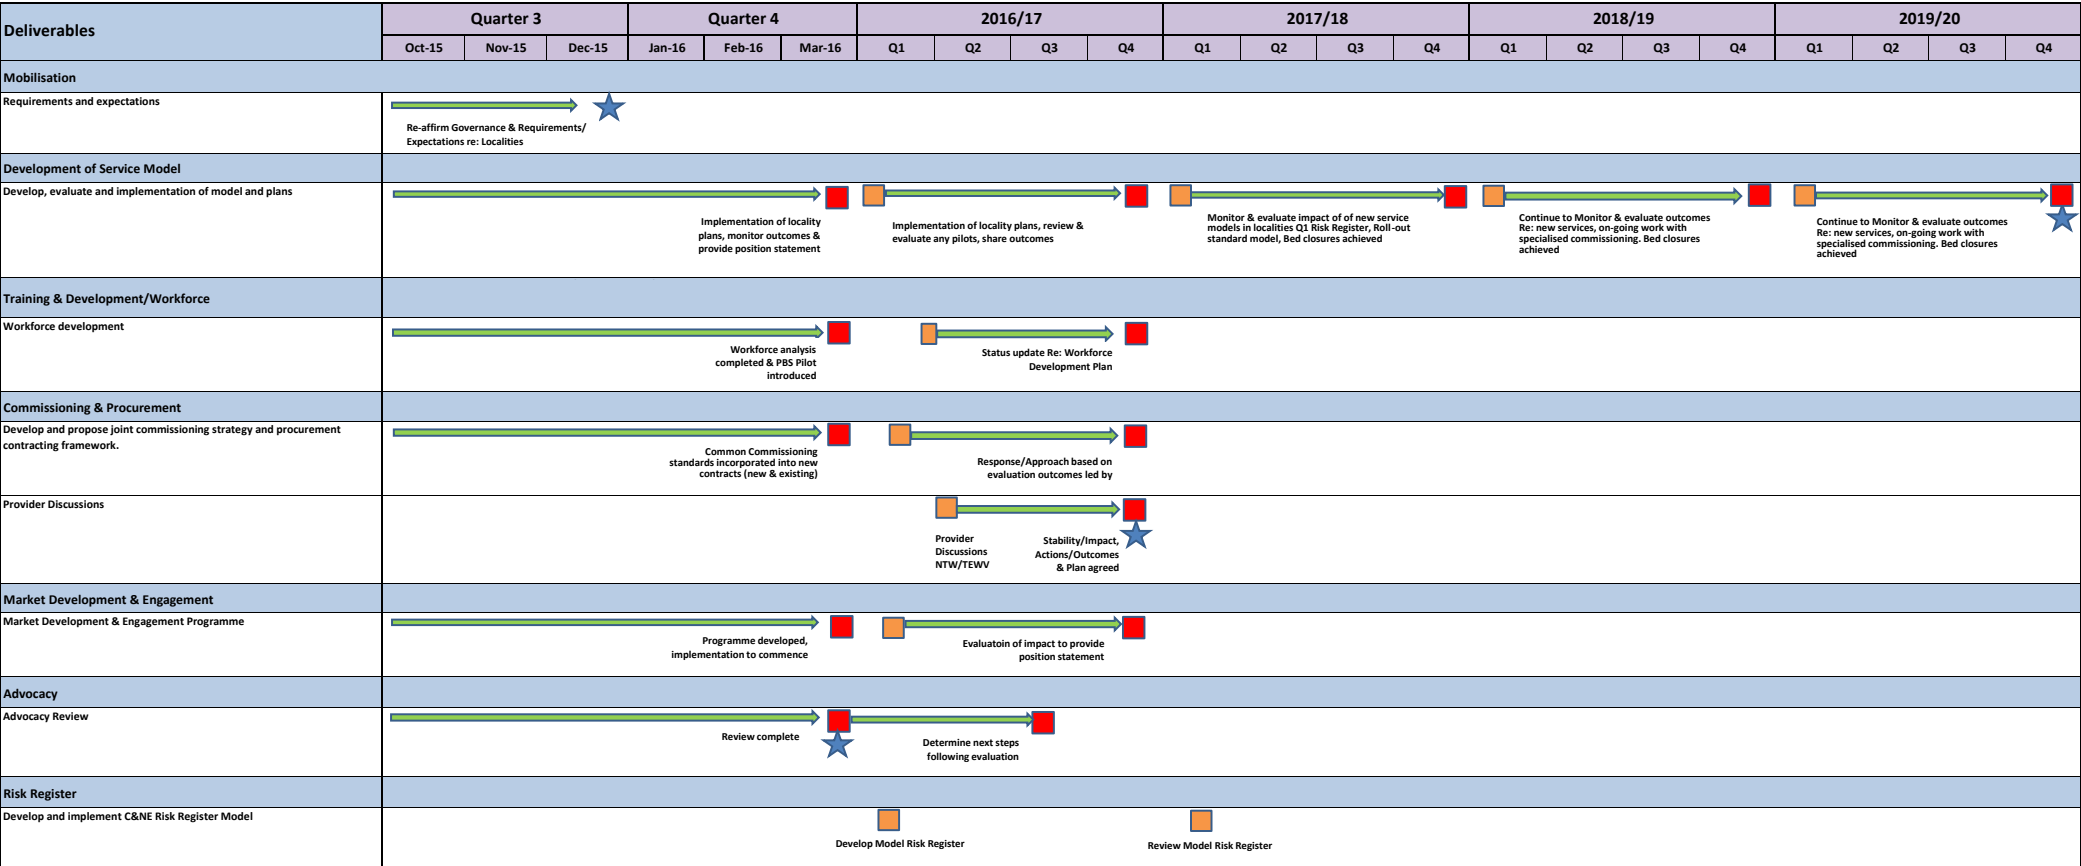 Deliverables
Quarter 3
Quarter 4
2016/17
2017/18
2018/19
2019/20
Oct-15
Nov-15
Dec-15
Jan-16
Feb-16
Mar-16
Q1
Q2
Q3
Q4
Q1
Q2
Q3
Q4
Q1
Q2
Q3
Q4
Q1
Q2
Q3
Q4
Mobilisation
Requirements and expectations
Re-affirm Governance & Requirements/
Expectations re: Localities
Development of Service Model
Develop, evaluate and implementation of model and plans
Implementation of locality
plans, monitor outcomes &
provide position statement
Implementation of locality plans, review &
evaluate any pilots, share outcomes
Monitor & evaluate impact of of new service
models in localities Q1 Risk Register, Roll-out
standard model, Bed closures achieved
Continue to Monitor & evaluate outcomes
Re: new services, on-going work with
specialised commissioning. Bed closures
achieved
Continue to Monitor & evaluate outcomes
Re: new services, on-going work with
specialised commissioning. Bed closures
achieved
Training & Development/Workforce
Workforce development
Workforce analysis
completed & PBS Pilot
introduced
Status update Re: Workforce
Development Plan
Commissioning & Procurement
Develop and propose joint commissioning strategy and procurement
contracting framework.
Common Commissioning
standards incorporated into new
contracts (new & existing)
Response/Approach based on
evaluation outcomes led by
Provider Discussions
Provider
Discussions
NTW/TEWV
Stability/Impact,
Actions/Outcomes
& Plan agreed
Market Development & Engagement
Market Development & Engagement Programme
Programme developed,
implementation to commence
Evaluatoin of impact to provide
position statement
Advocacy
Advocacy Review
Review complete
Determine next steps
following evaluation
Risk Register
Develop and implement C&NE Risk Register Model
Develop Model Risk Register
Review Model Risk Register